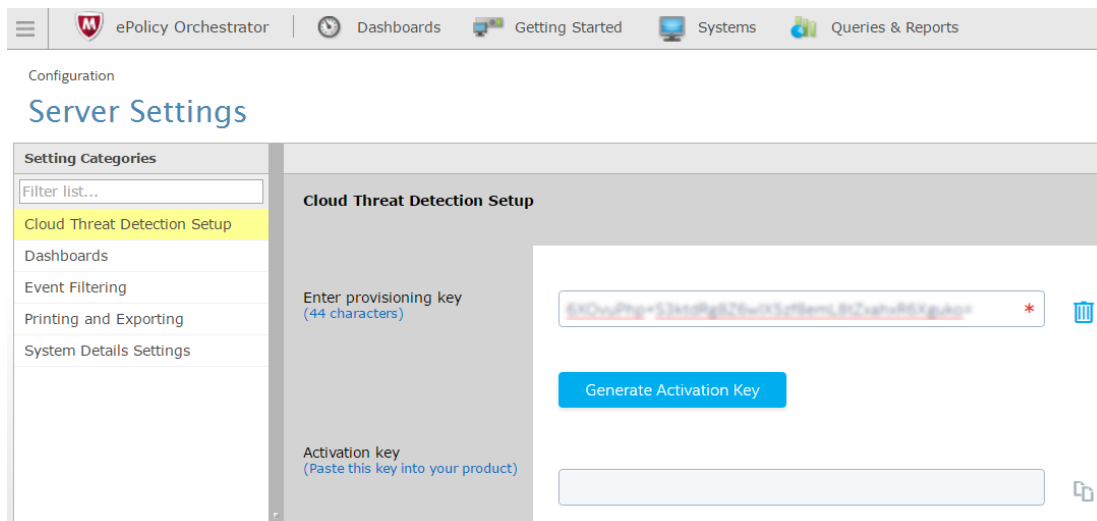 ePolicy Orchestrator Dashboards Getting Started Systems Queries & Reports
Configuration
Server Settings
Setting Categories
Filter list...
Cloud Threat Detection Setup
Dashboards
Event Filtering
Printing and Exporting
System Details Settings
Cloud Threat Detection Setup
Enter provisioning key
(44 characters)
*
Generate Activation Key
Activation key
(Paste this key into your product)